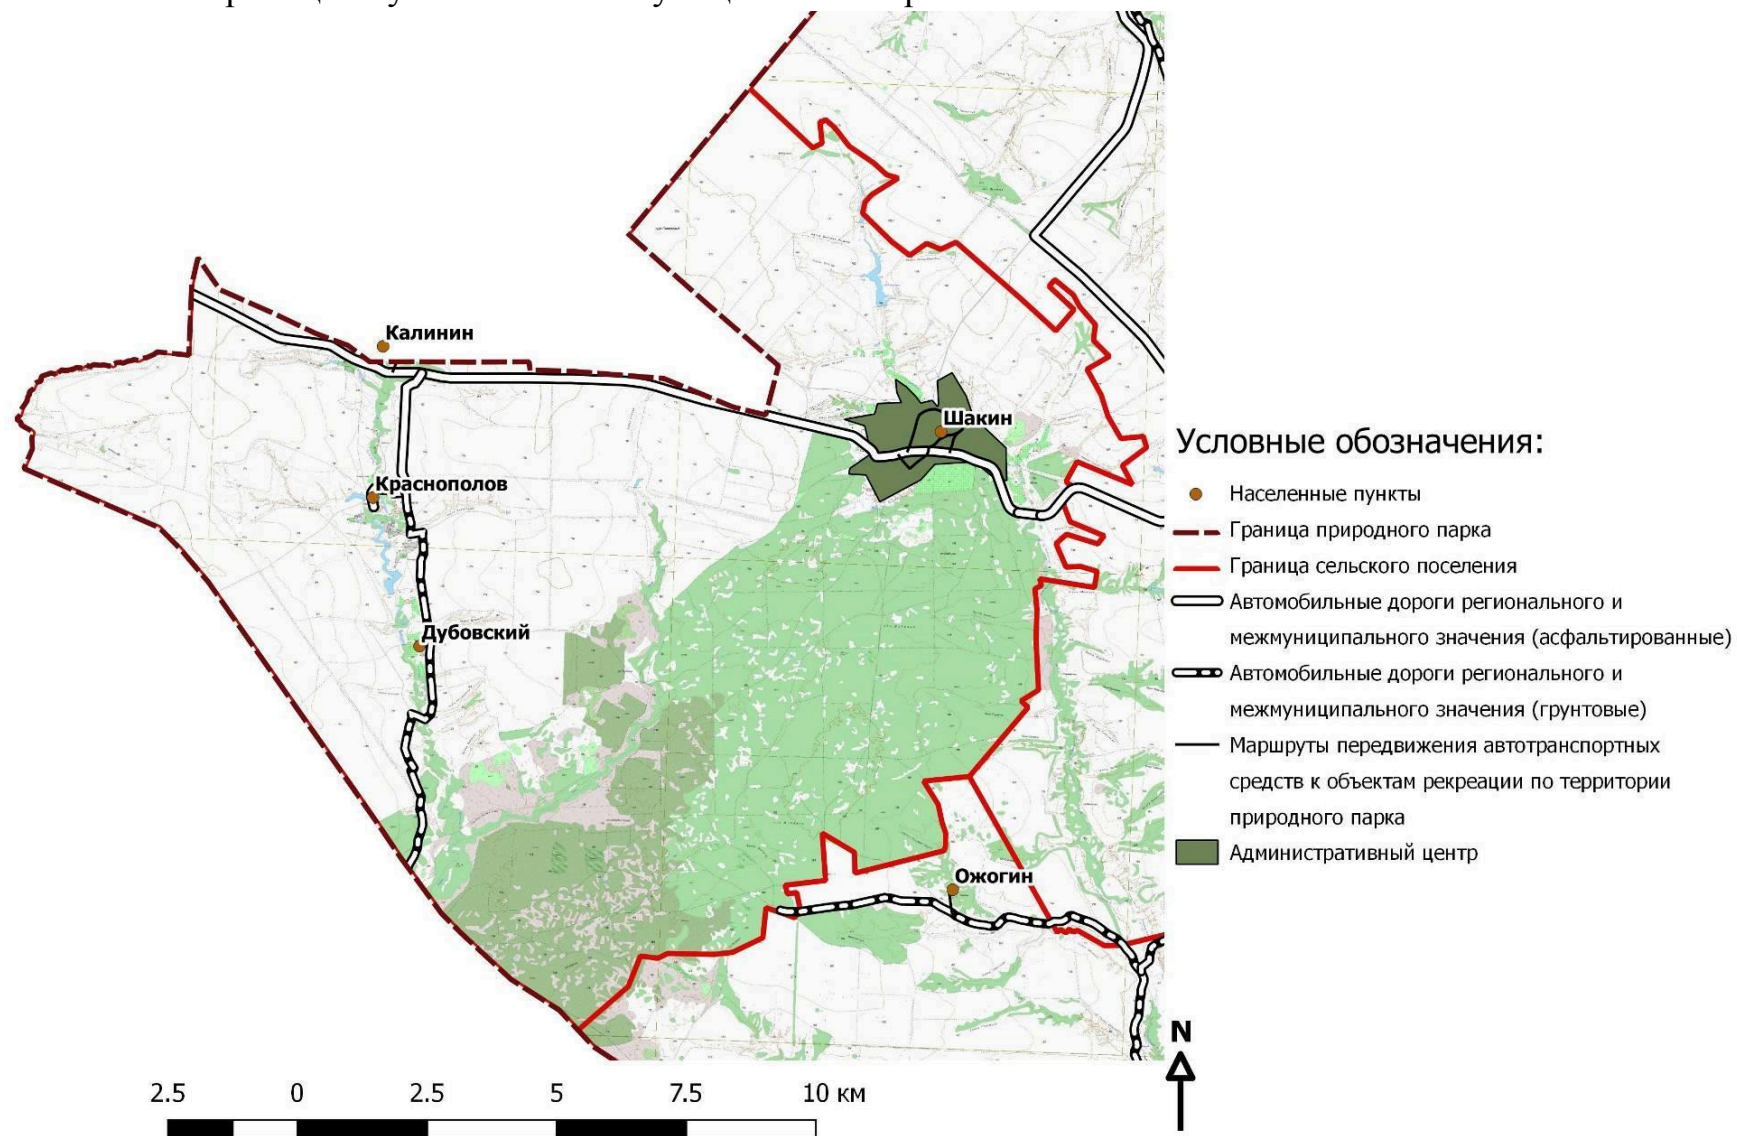 Калинин
Шакин
Краснополов
Дубовский
Ожогин
Условные обозначения:
Населенные пункты
Граница природного парка
Граница сельского поселения
Автомобильные дороги регионального и
межмуниципального значения (асфальтированные)
Автомобильные дороги регионального и
межмуниципального значения (грунтовые)
Маршруты передвижения автотранспортных
средств к объектам рекреации по территории
природного парка
Административный центр
N
2.5 0 2.5 5 7.5 10 км